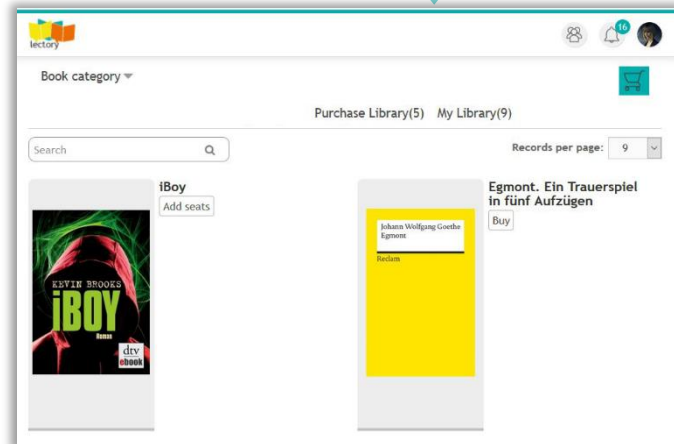 lectory
16
Book category
Purchase Library(5) My Library(9)
Search
Records per page: 9
iBoy
Add seats
KEVIN BROOKS
iBOY
Roman
dtv
ebook
Egmont. Ein Trauerspiel
in fünf Aufzügen
Buy
Johann Wolfgang Goethe
Egmont
Reclam